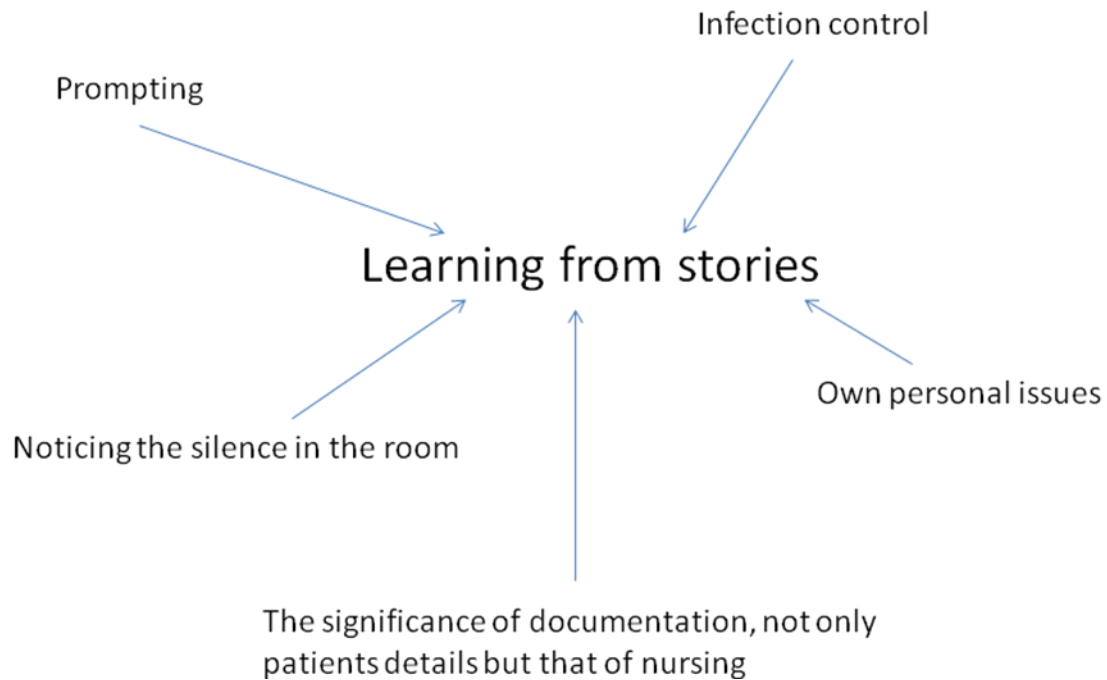 Infection control
Prompting
Learning from stories
Own personal issues
Noticing the silence in the room
The significance of documentation, not only
patients details but that of nursing